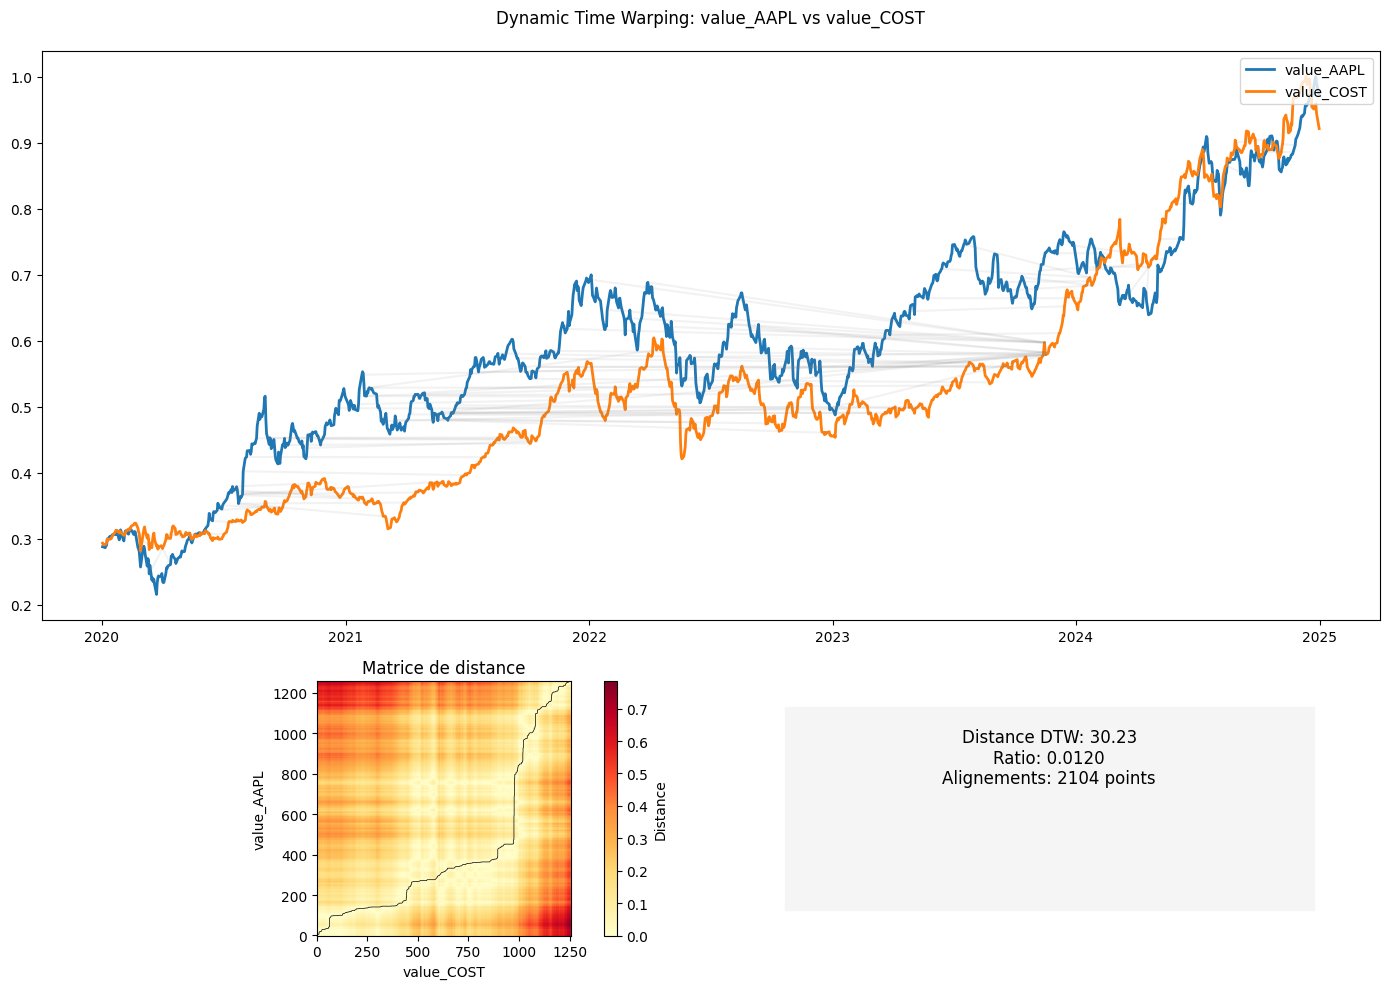 Dynamic Time Warping: value_AAPL vs value_COST
value_AAPL
value_COST
1.0
0.9
0.8
0.7
0.6
0.5
0.4
0.3
0.2
2020 2021 2022 2023 2024 2025
Matrice de distance
value_AAPL
1200
1000
800
600
400
200
0
0 250 500 750 1000 1250
value_COST
0.7
0.6
0.5
0.4
0.3
0.2
0.1
0.0
Distance
Distance DTW: 30.23
Ratio: 0.0120
Alignements: 2104 points